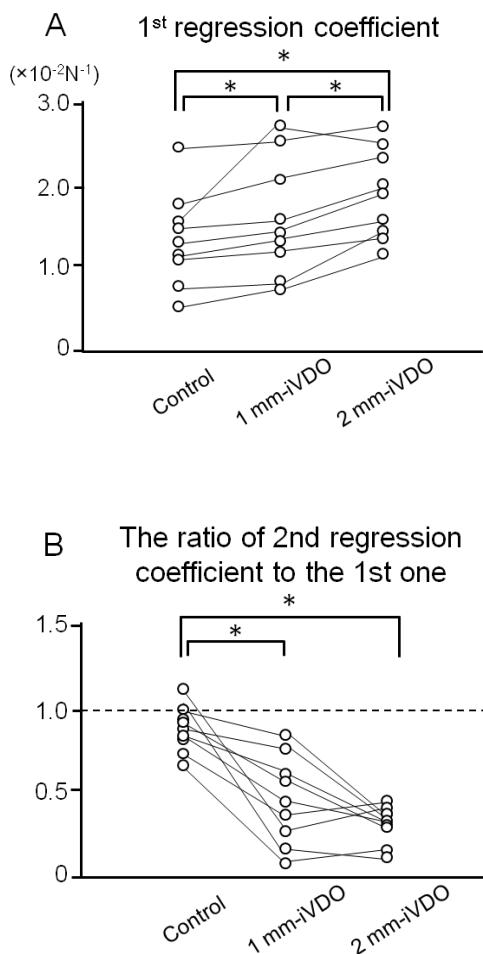 A
1st regression coefficient
(×10-2N-1)
*
* *
3.0
2.0
1.0
0
Control
1 mm-iVDO
2 mm-iVDO
B
The ratio of 2nd regression
coefficient to the 1st one
*
*
1.5
1.0
0.5
0
Control
1 mm-iVDO
2 mm-iVDO